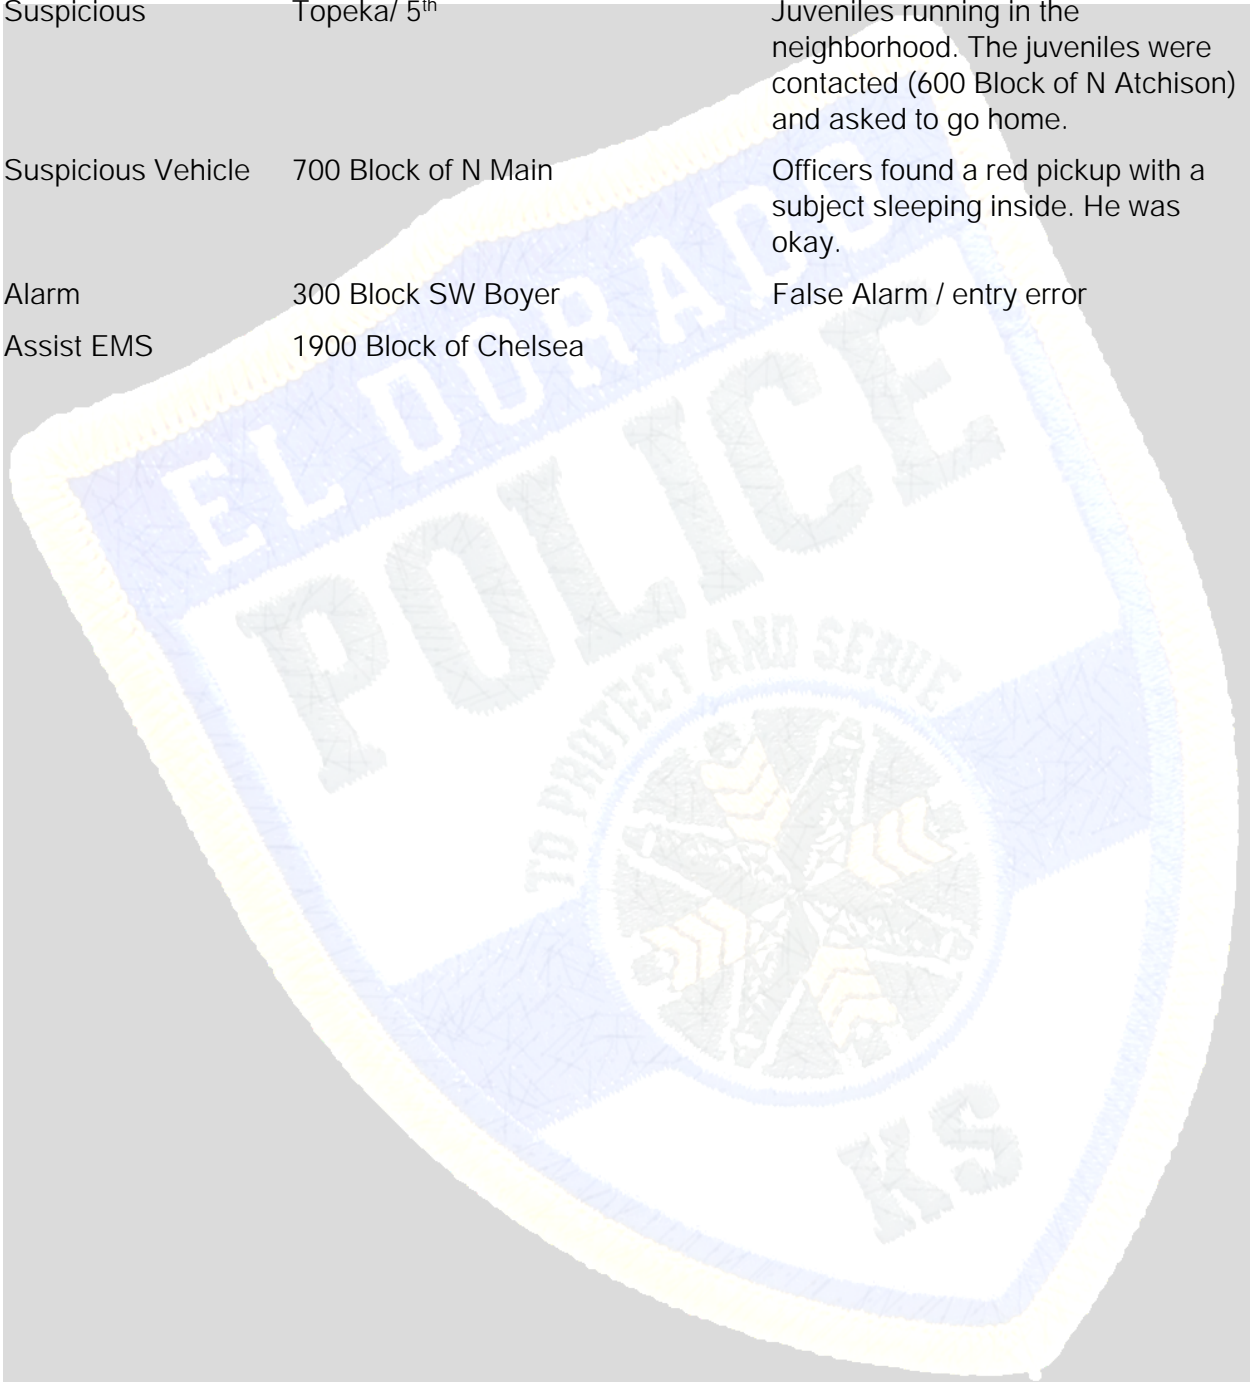 Suspicious Topeka/ 5th Juveniles running in the
neighborhood. The juveniles were
contacted (600 Block of N Atchison)
and asked to go home.
Suspicious Vehicle 700 Block of N Main Officers found a red pickup with a
subject sleeping inside. He was
okay.
Alarm 300 Block SW Boyer False Alarm / entry error
Assist EMS 1900 Block of Chelsea
EL DORADO
POLICE
TO PROTECT AND SERVE
KS